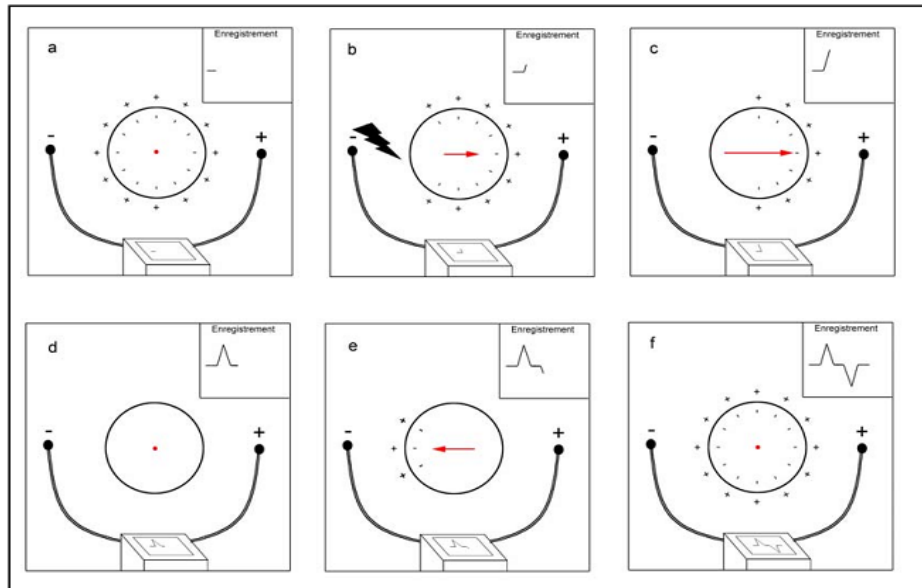 a
Enregistrement
- +
b
Enregistrement
- +
c
Enregistrement
- +
d
Enregistrement
- +
e
Enregistrement
- +
f
Enregistrement
- +